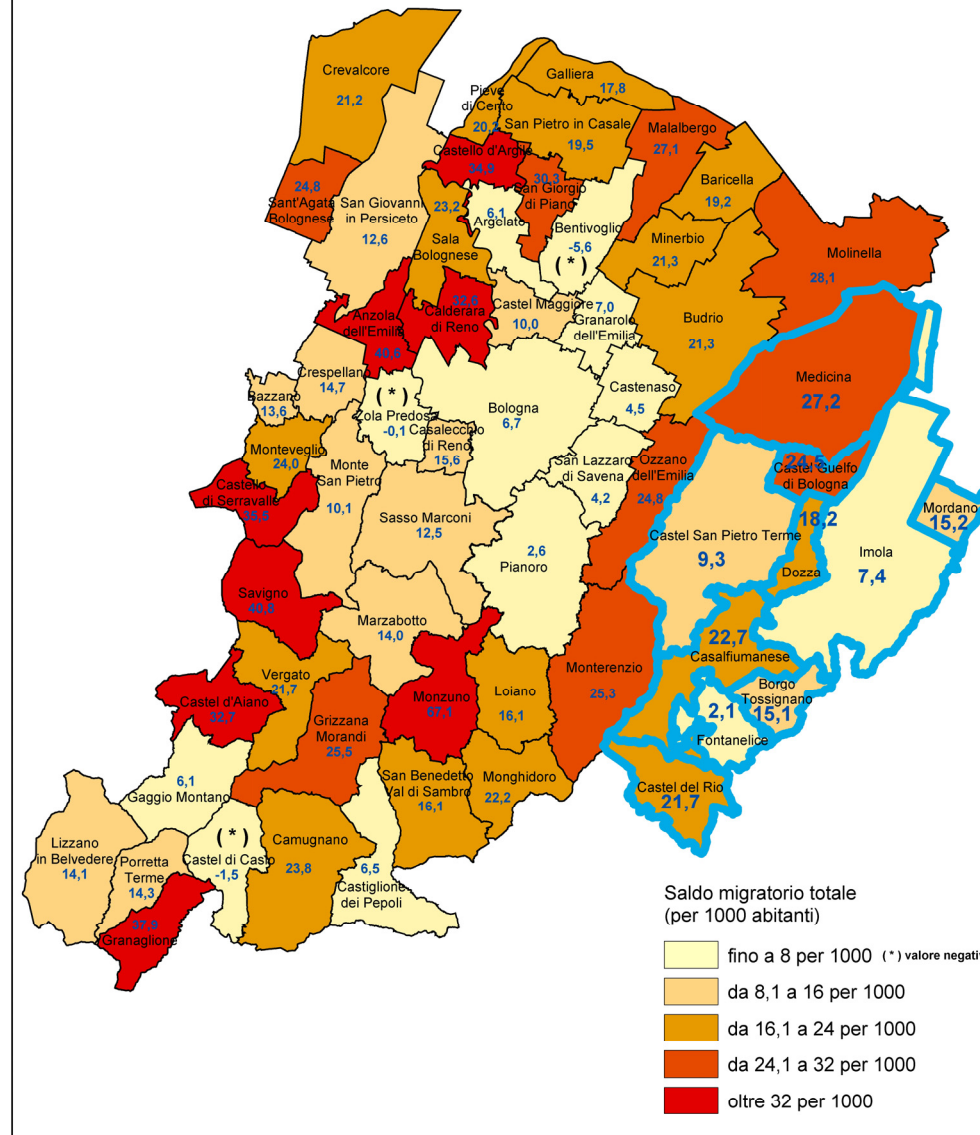 Crevalcore
21,2
Galliera
17,8
Pieve
di Cento
20,2
San Pietro in Casale
19,5
Malalbergo
27,1
Castello d'Argile
34,9
24,8
Sant'Agata
Bolognese
San Giovanni
in Persiceto
12,6
30,3
San Giorgio
di Piano
Baricella
19,2
23,2
Sala
Bolognese
6,1
Argelato
Bentivoglio
-5,6
(*)
Minerbio
21,3
Molinella
28,1
Anzola
dell'Emilia
40,6
32,6
Calderara
di Reno
Castel Maggiore
10,0
7,0
Granarolo
dell'Emilia
Budrio
21,3
Crespellano
14,7
Bazzano
13,6
(*)
Zola Predosa
-0,1
Casalecchio
di Reno
15,6
Bologna
6,7
Castenaso
4,5
Medicina
27,2
Monteveglio
24,0
Monte
San Pietro
10,1
San Lazzaro
di Savena
4,2
Ozzano
dell'Emilia
24,8
24,5
Castel Guelfo
di Bologna
Castello
di Serravalle
Sasso Marconi
12,5
Castel San Pietro Terme
9,3
18,2
Dozza
Imola
7,4
Mordano
15,2
2,6
Pianoro
Savigno
40,8
Marzabotto
14,0
22,7
Casalfiumanese
Vergato
21,7
Monzuno
67,1
Loiano
16,1
Monterenzio
25,3
Borgo
Tossignano
15,1
Castel d'Aiano
32,7
Grizzana
Morandi
25,5
2,1
Fontanelice
6,1
Gaggio Montano
San Benedetto
Val di Sambro
16,1
Monghidoro
22,2
Castel del Rio
21,7
Lizzano
in Belvedere
14,1
Porretta
Terme
14,3
(*)
Castel di Casio
-1,5
Camugnano
23,8
6,5
Castiglione
dei Pepoli
37,9
Granaglione
Saldo migratorio totale
(per 1000 abitanti)
fino a 8 per 1000 (*) valore negati
da 8,1 a 16 per 1000
da 16,1 a 24 per 1000
da 24,1 a 32 per 1000
oltre 32 per 1000